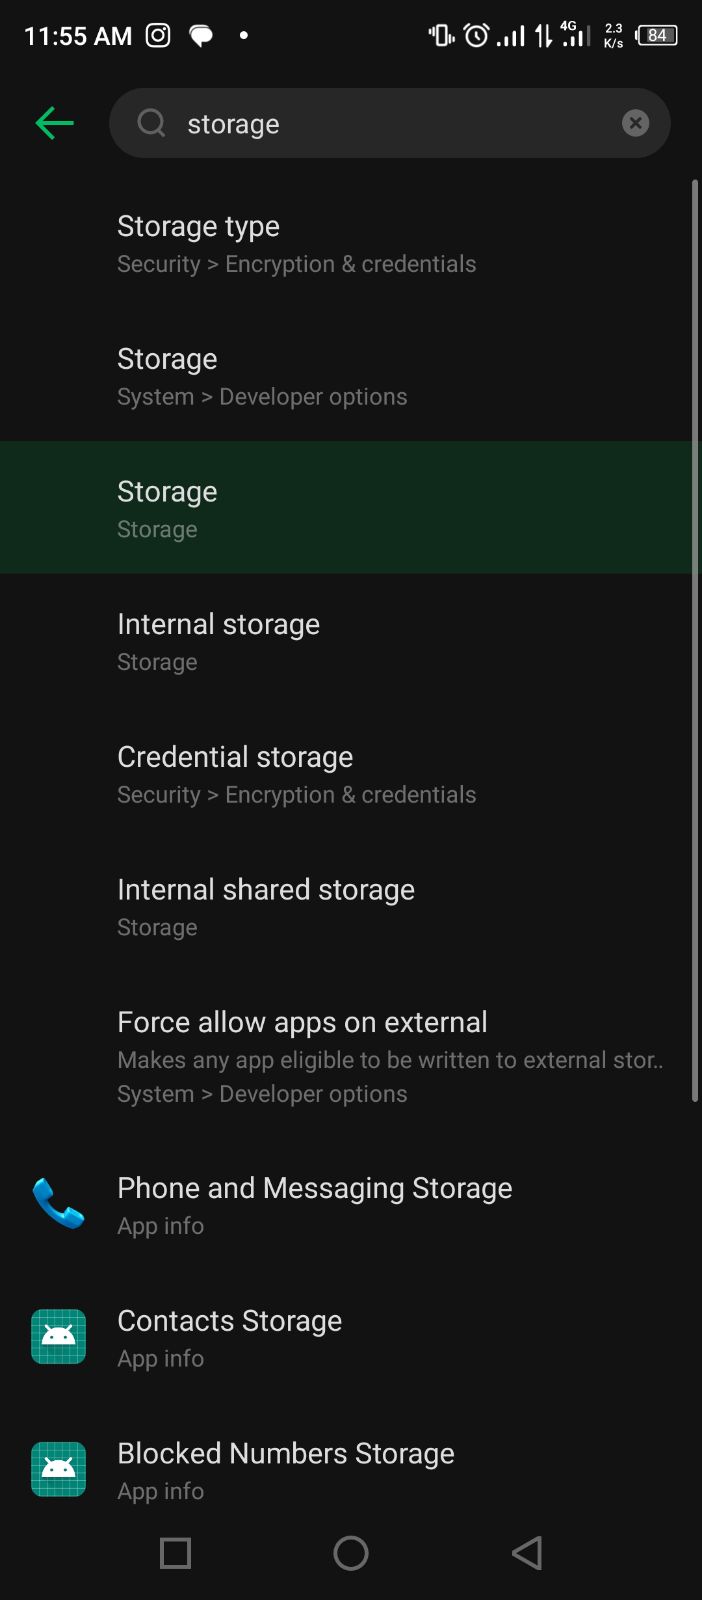 11:55 AM
4G
2.3
K/s
84
storage
Storage type
Security > Encryption & credentials
Storage
System > Developer options
Storage
Storage
Internal storage
Storage
Credential storage
Security > Encryption & credentials
Internal shared storage
Storage
Force allow apps on external
Makes any app eligible to be written to external stor..
System > Developer options
Phone and Messaging Storage
App info
Contacts Storage
App info
Blocked Numbers Storage
App info